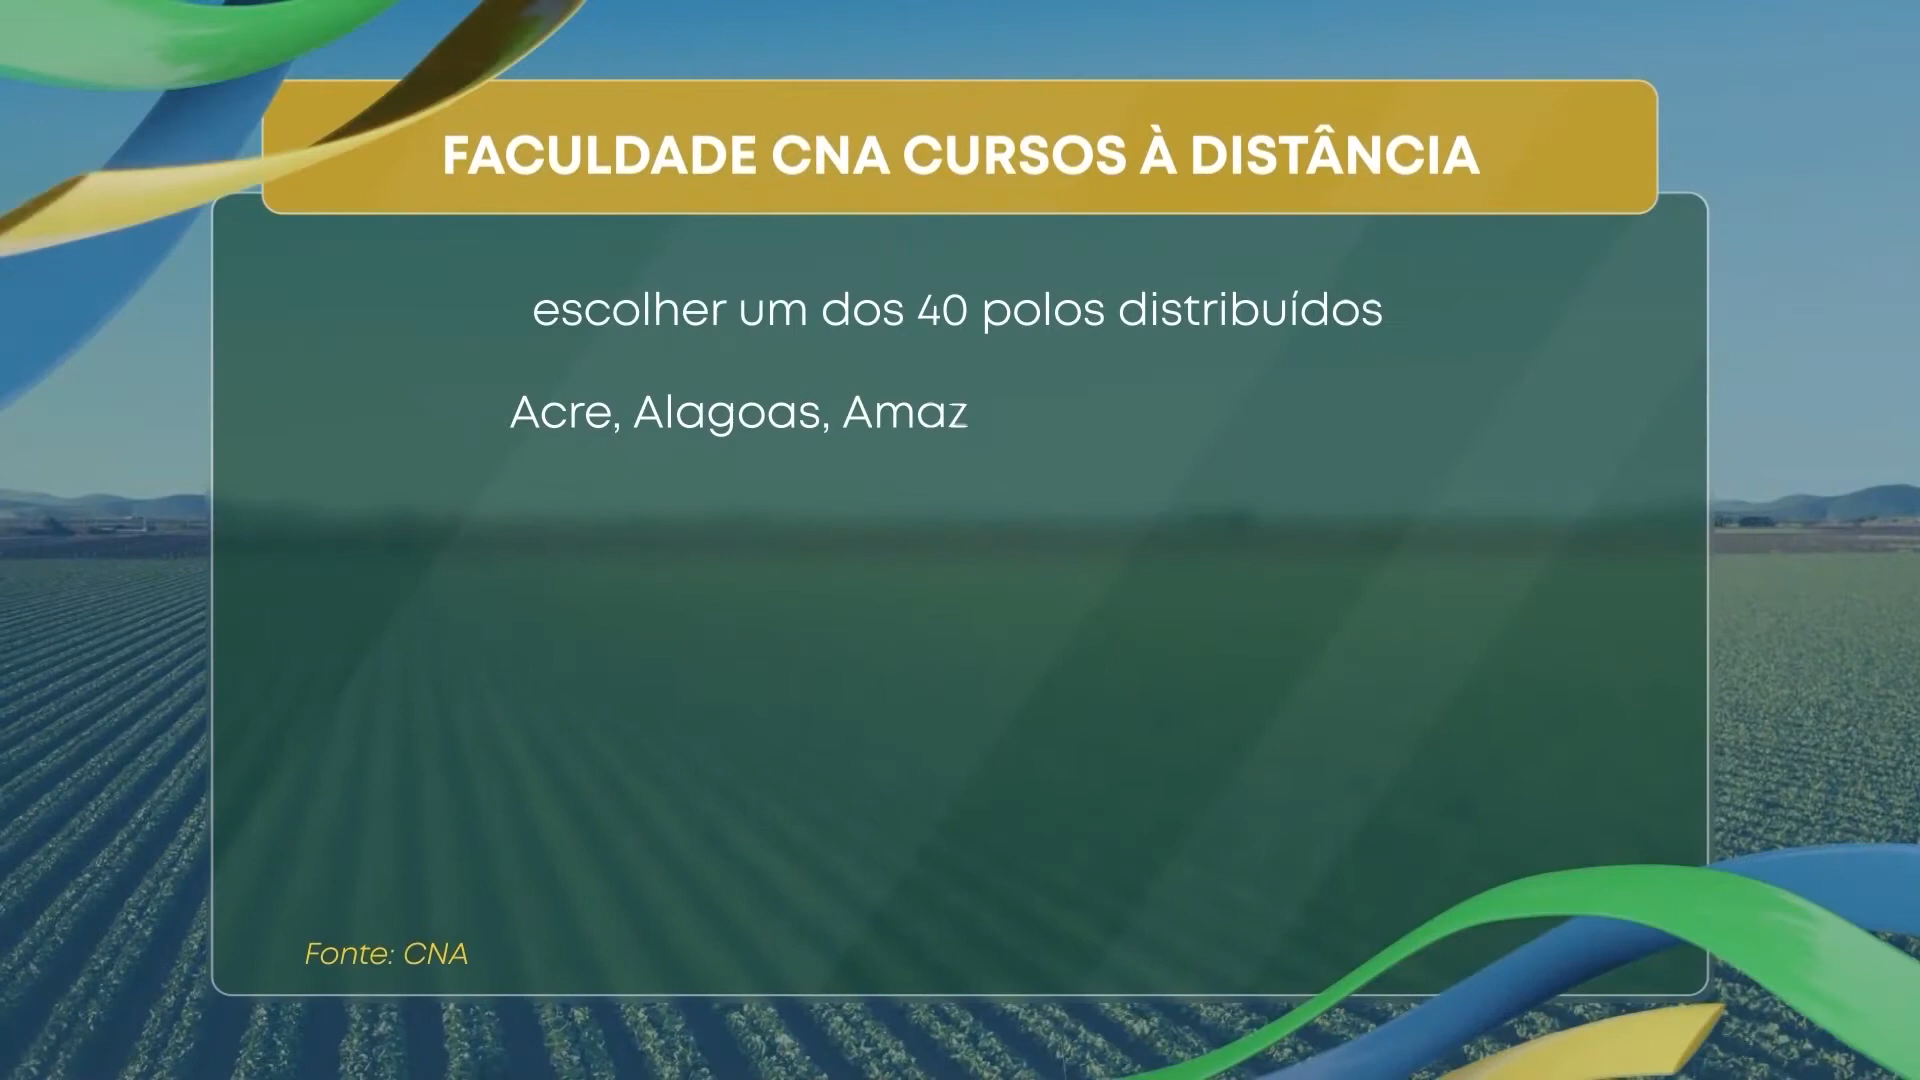 FACULDADE CNA CURSOS À DISTÂNCIA
escolher um dos 40 polos distribuídos
Acre, Alagoas, Amaz
Fonte: CNA